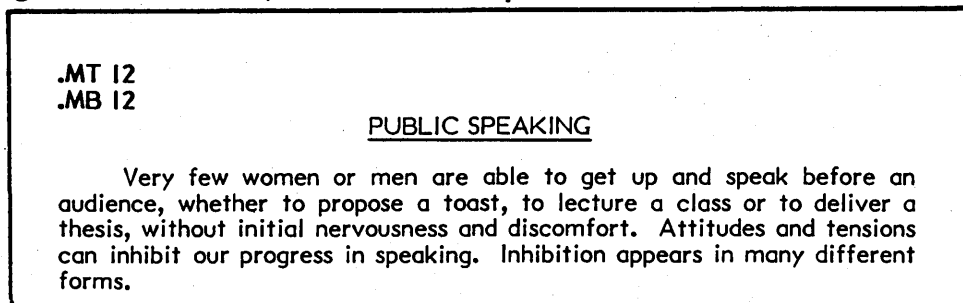 .MT 12
.MB 12
PUBLIC SPEAKING
Very few women or men are able to get up and speak before an
audience, whether to propose a toast, to lecture a class or to deliver a
thesis, without initial nervousness and discomfort. Attitudes and tensions
can inhibit our progress in speaking. Inhibition appears in many different
forms.